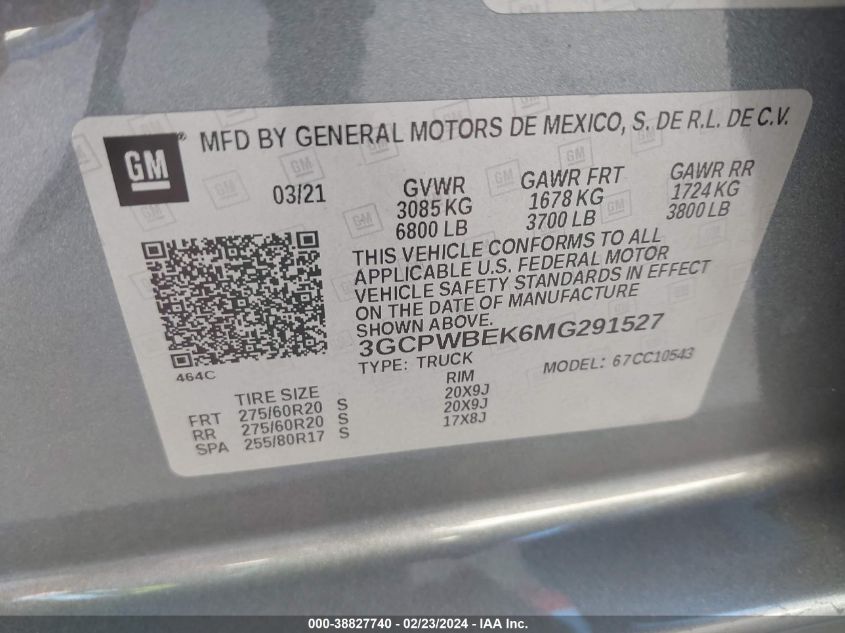 GM ® MFD BY GENERAL MOTORS DE MEXICO, S. DE R.L. DE C.V.
03/21
GVWR GAWR FRT GAWR RR
3085 KG 1678 KG 1724 KG
6800 LB 3700 LB 3800 LB
THIS VEHICLE CONFORMS TO ALL
APPLICABLE U.S. FEDERAL MOTOR
VEHICLE SAFETY STANDARDS IN EFFECT
ON THE DATE OF MANUFACTURE
SHOWN ABOVE.
3GCPWBEK6MG291527
TYPE: TRUCK MODEL: 67CC10543
464C
TIRE SIZE RIM
FRT 275/60R20 S 20X9J
RR 275/60R20 S 20X9J
SPA 255/80R17 S 17X8J
000-38827740 - 02/23/2024 - IAA Inc.